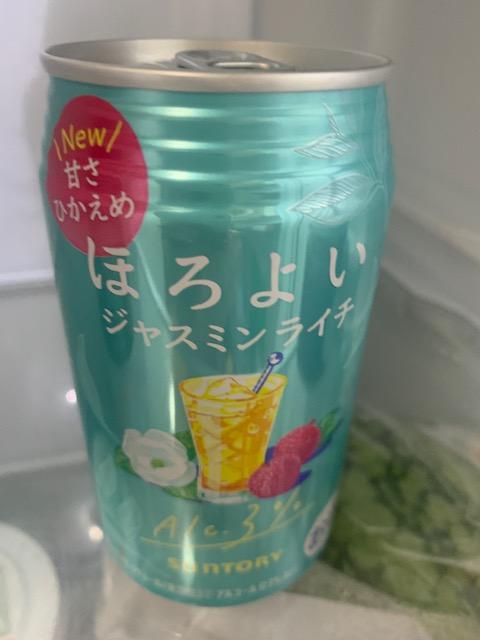 New
甘さ
ひかえめ
ほろよい
ジャスミンライチ
Alc.3%
SUNTORY